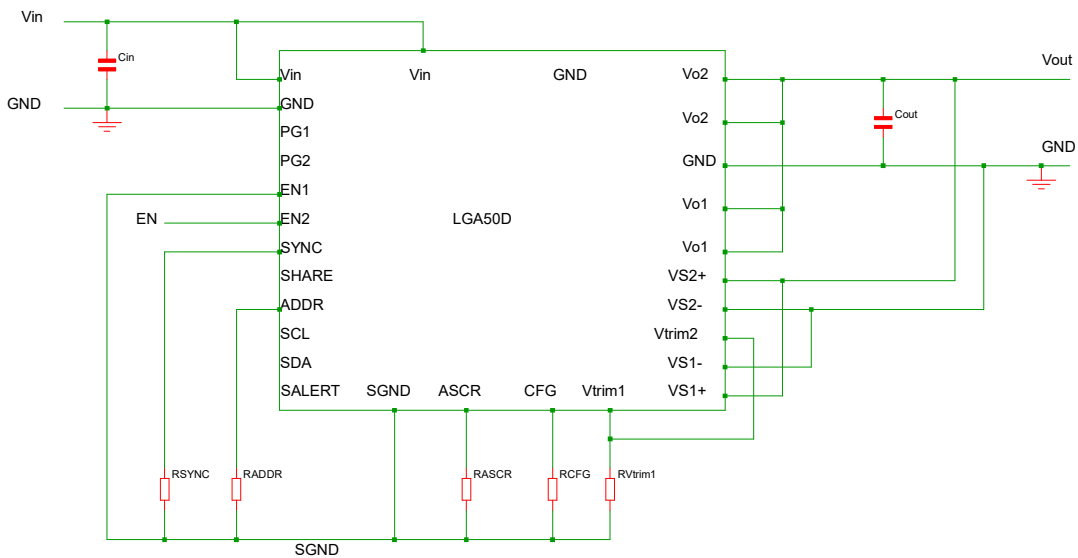 Vin
Cin
GND
Vin
GND
PG1
PG2
EN1
EN
EN2
SYNC
SHARE
ADDR
SCL
SDA
SALERT
Vin
GND
LGA50D
SGND
ASCR
CFG
Vtrim1
Vo2
Vo2
GND
Vo1
Vo1
VS2+
VS2-
Vtrim2
VS1-
VS1+
Vout
Cout
GND
RSYNC
RADDR
RASCR
RCFG
RVtrim1
SGND